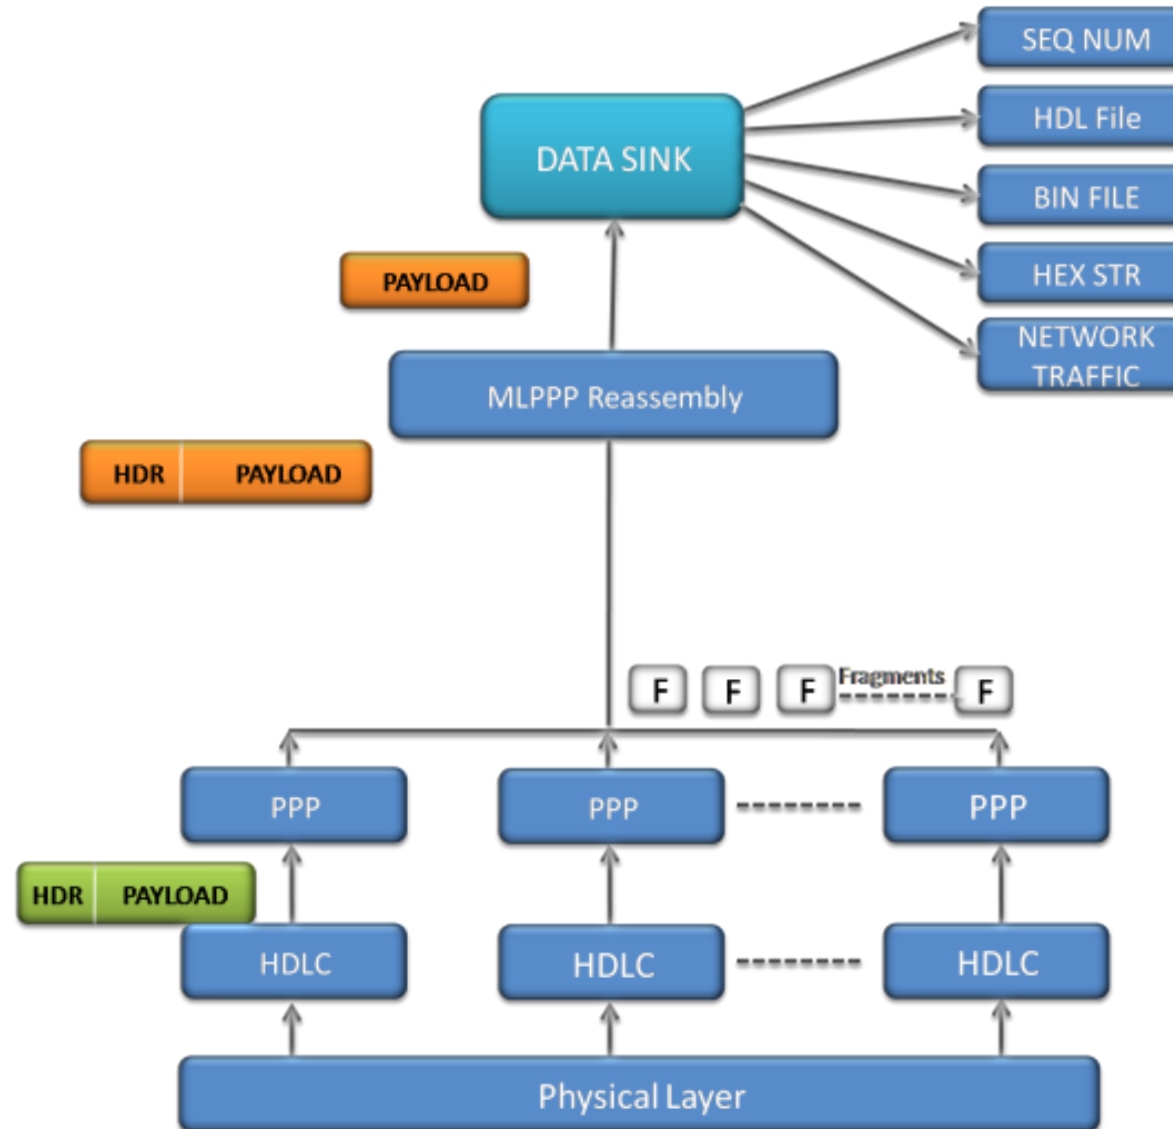 SEQ NUM
HDL File
DATA SINK
BIN FILE
HEX STR
PAYLOAD
NETWORK
TRAFFIC
MLPPP Reassembly
HDR PAYLOAD
F F F Fragments F
PPP PPP PPP
HDR PAYLOAD
HDLC HDLC HDLC
Physical Layer